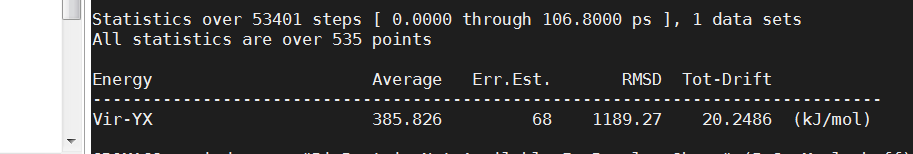 Statistics over 53401 steps [ 0.0000 through 106.8000 ps ], 1 data sets
All statistics are over 535 points
Energy Average Err.Est. RMSD Tot-Drift
-------------------------------------------------------------------------------
Vir-YX 385.826 68 1189.27 20.2486 (kJ/mol)